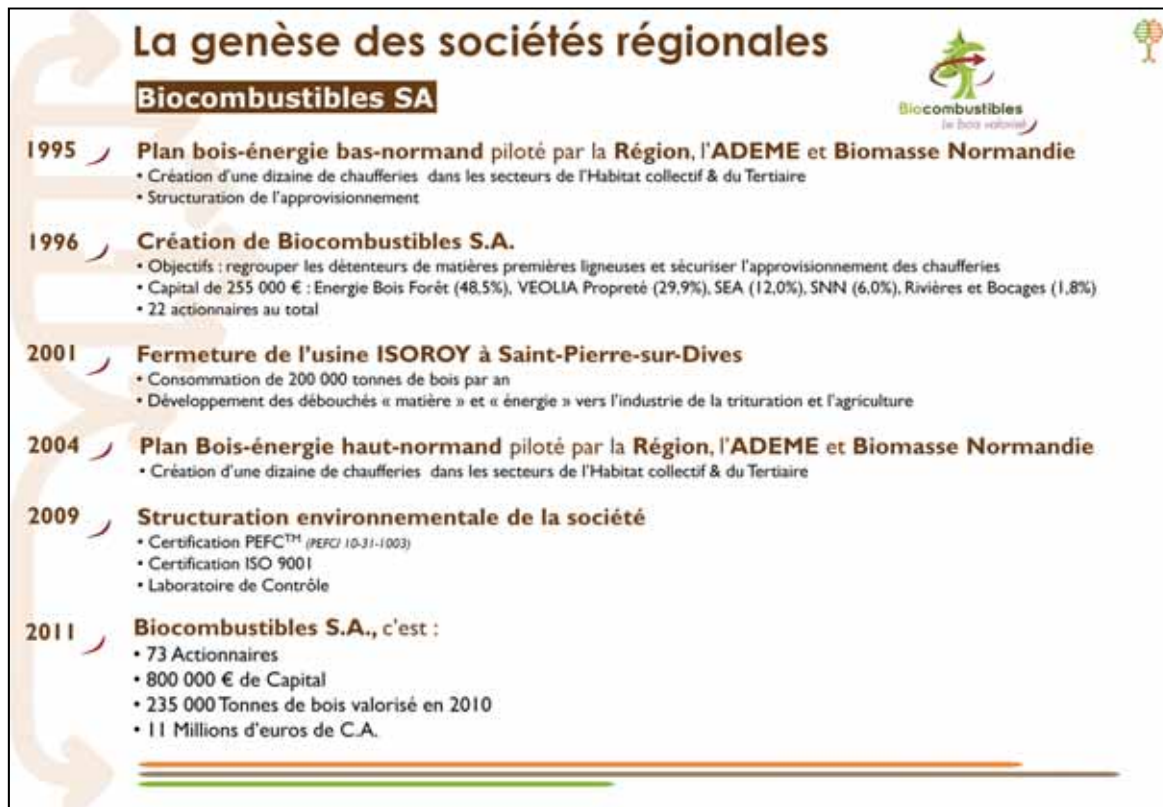 La genèse des sociétés régionales
Biocombustibles SA
Biocombustibles
le bois valorisé
1995 Plan bois-énergie bas-normand piloté par la Région, l'ADEME et Biomasse Normandie
• Création d'une dizaine de chaufferies dans les secteurs de l'Habitat collectif & du Tertiaire
• Structuration de l'approvisionnement
1996 Création de Biocombustibles S.A.
• Objectifs : regrouper les détenteurs de matières premières ligneuses et sécuriser l'approvisionnement des chaufferies
• Capital de 255 000 € : Energie Bois Forêt (48,5%), VEOLIA Propreté (29,9%), SEA (12,0%), SNN (6,0%), Rivières et Bocages (1,8%)
• 22 actionnaires au total
2001 Fermeture de l'usine ISOROY à Saint-Pierre-sur-Dives
• Consommation de 200 000 tonnes de bois par an
• Développement des débouchés « matière » et « énergie » vers l'industrie de la trituration et l'agriculture
2004 Plan Bois-énergie haut-normand piloté par la Région, l'ADEME et Biomasse Normandie
• Création d'une dizaine de chaufferies dans les secteurs de l'Habitat collectif & du Tertiaire
2009 Structuration environnementale de la société
• Certification PEFC™ (PEFC/ 10-31-1003)
• Certification ISO 9001
• Laboratoire de Contrôle
2011 Biocombustibles S.A., c'est :
• 73 Actionnaires
• 800 000 € de Capital
• 235 000 Tonnes de bois valorisé en 2010
• 11 Millions d'euros de C.A.